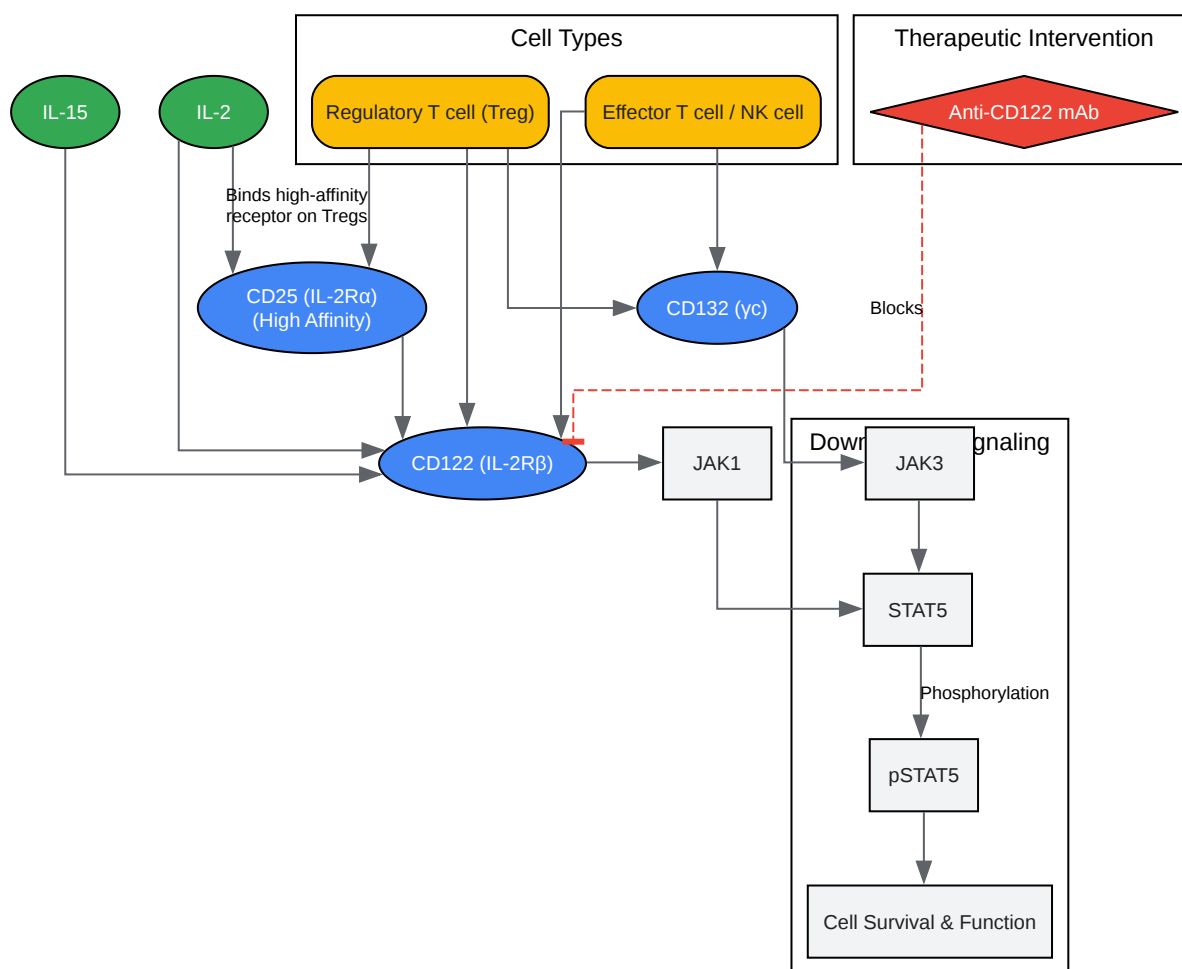 Cell Types
Therapeutic Intervention
IL-15
IL-2
Regulatory T cell (Treg)
Effector T cell / NK cell
Anti-CD122 mAb
Binds high-affinity
receptor on Tregs
CD25 (IL-2Rα)
(High Affinity)
CD132 (γc)
Blocks
CD122 (IL-2Rβ)
JAK1
JAK3
STAT5
Phosphorylation
pSTAT5
Cell Survival & Function